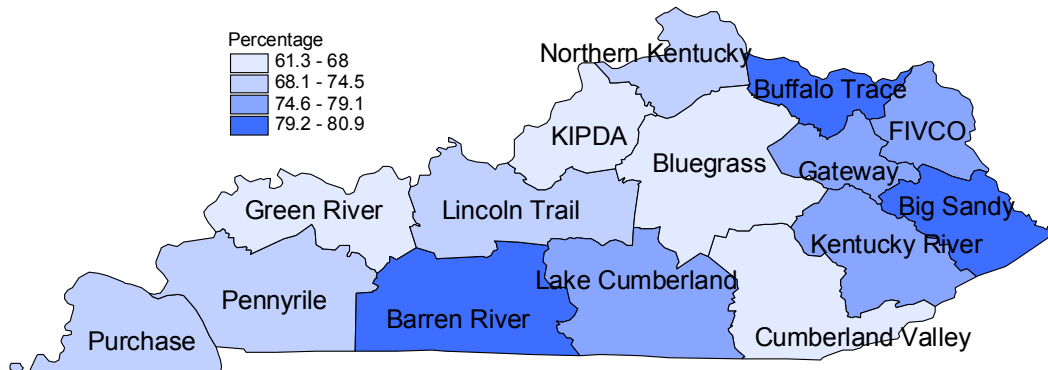 Percentage
61.3 - 68
68.1 - 74.5
74.6 - 79.1
79.2 - 80.9
Northern Kentucky
Buffalo Trace
KIPDA
FIVCO
Bluegrass
Gateway
Green River
Lincoln Trail
Big Sandy
Kentucky River
Lake Cumberland
Pennyrile
Barren River
Purchase
Cumberland Valley